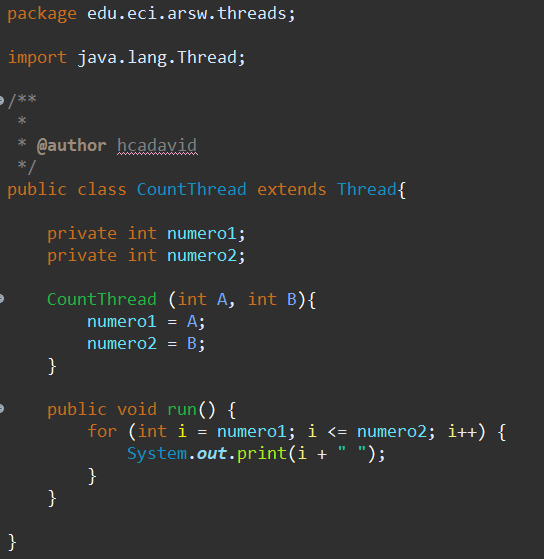 package edu.eci.arsw.threads;
import java.lang.Thread;
/**
 *
 * @author hcadavid
 */
public class CountThread extends Thread{
    private int numero1;
    private int numero2;
    CountThread (int A, int B){
        numero1 = A;
        numero2 = B;
    }
    public void run() {
        for (int i = numero1; i <= numero2; i++) {
            System.out.print(i + " ");
        }
    }
}